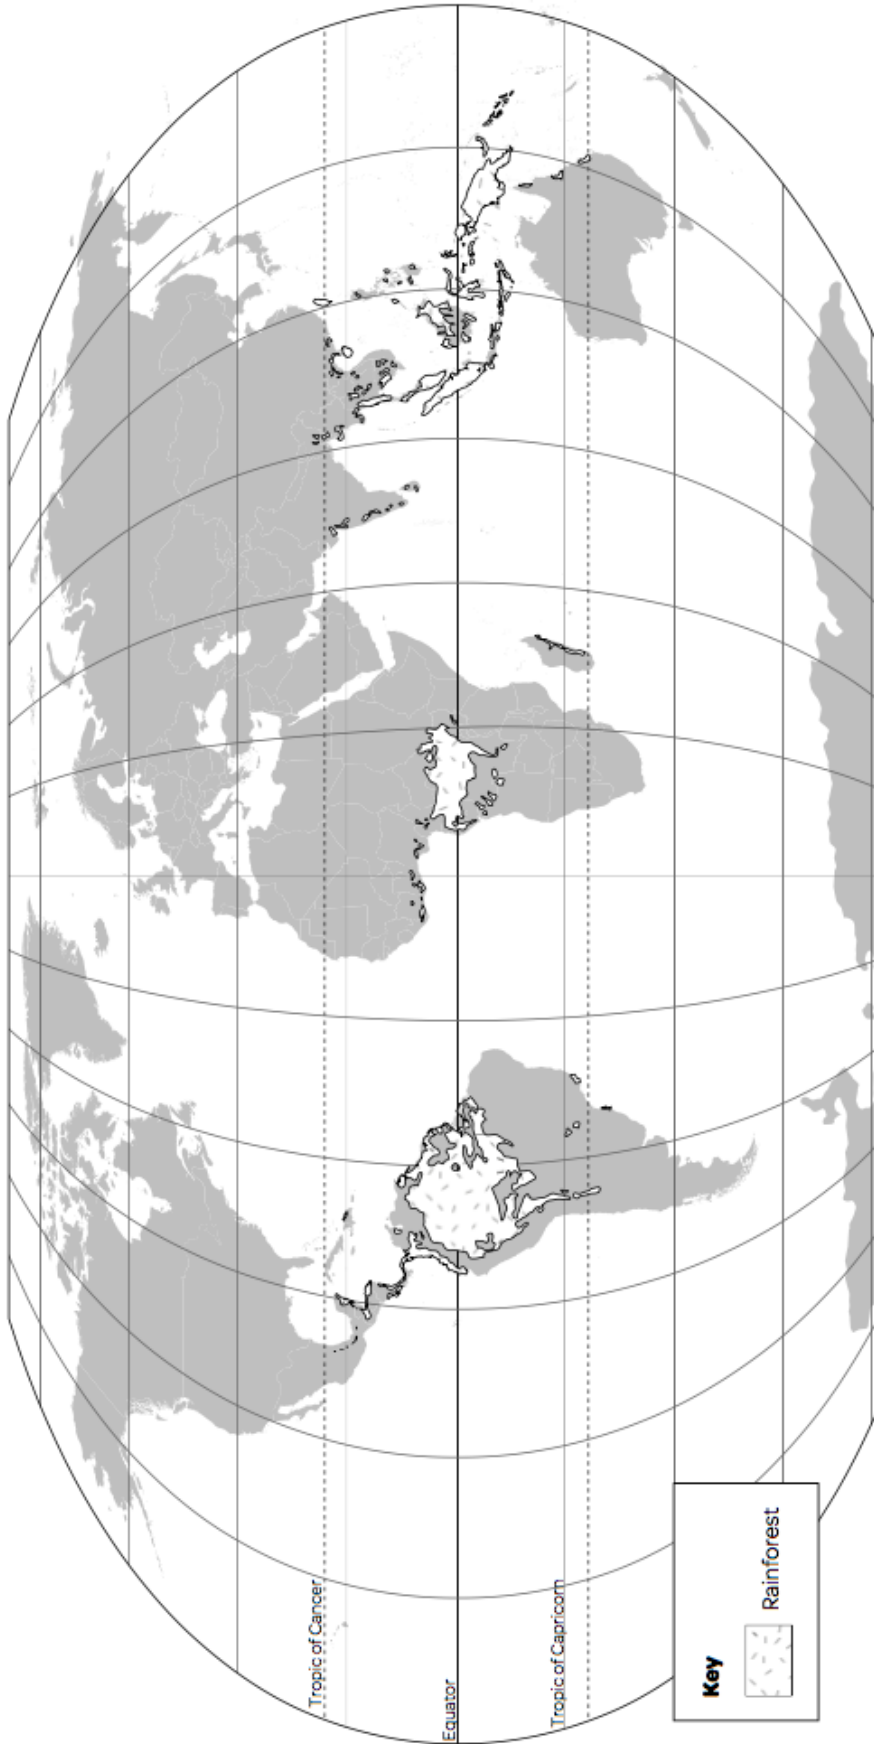 Tropic of Cancer
Equator
Tropic of Capricorn
Key
Rainforest